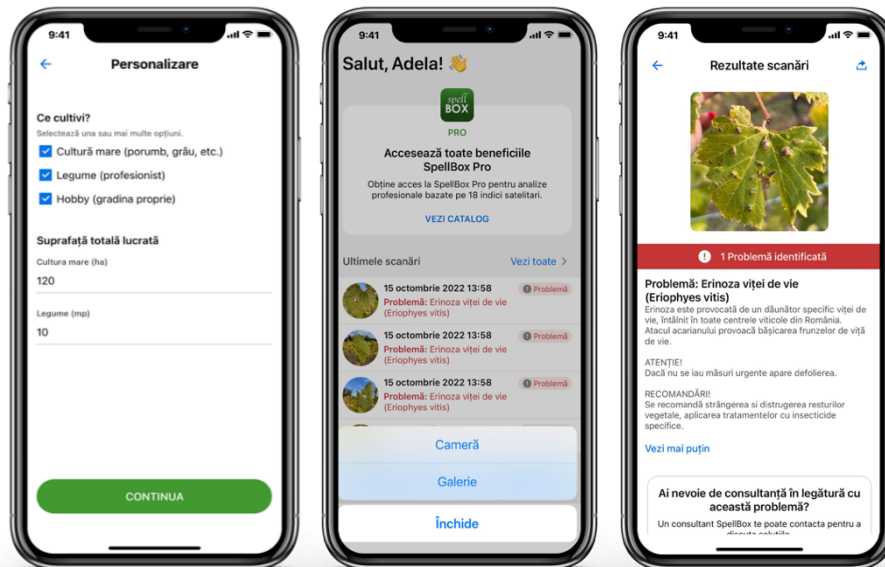 9:41
Personalizare
Ce cultivi?
Selectează una sau mai multe opțiuni.
Cultură mare (porumb, grâu, etc.)
Legume (profesionist)
Hobby (gradina proprie)
Suprafață totală lucrată
Cultura mare (ha)
120
Legume (mp)
10
CONTINUA
9:41
Salut, Adela! 👋
spell
BOX
PRO
Accesează toate beneficiile
SpellBox Pro
Obține acces la SpellBox Pro pentru analize
profesionale bazate pe 18 indici satelitari.
VEZI CATALOG
Ultimele scanări
Vezi toate >
15 octombrie 2022 13:58
Problemă
Problemă: Erinoza viței de vie
(Eriophyes vitis)
15 octombrie 2022 13:58
Problemă
Problemă: Erinoza viței de vie
(Eriophyes vitis)
15 octombrie 2022 13:58
Problemă
Problemă: Erinoza viței de vie
(Eriophyes vitis)
Cameră
Galerie
Închide
9:41
Rezultate scanări
1 Problemă identificată
Problemă: Erinoza viței de vie
(Eriophyes vitis)
Erinoza este provocată de un dăunător specific viței de
vie, întâlnit în toate centreie viticole din România.
Atacul acarianului provoacă bășicarea frunzelor de viță
de vie.
ATENȚIE!
Dacă nu se iau măsuri urgente apare defolierea.
RECOMANDĂRI!
Se recomandă strângerea si distrugerea resturilor
vegetale, aplicarea tratamentelor cu insecticide
specifice.
Vezi mai puțin
Ai nevoie de consultanță în legătură cu
această problemă?
Un consultant SpellBox te poate contacta pentru a
discuta soluțiile